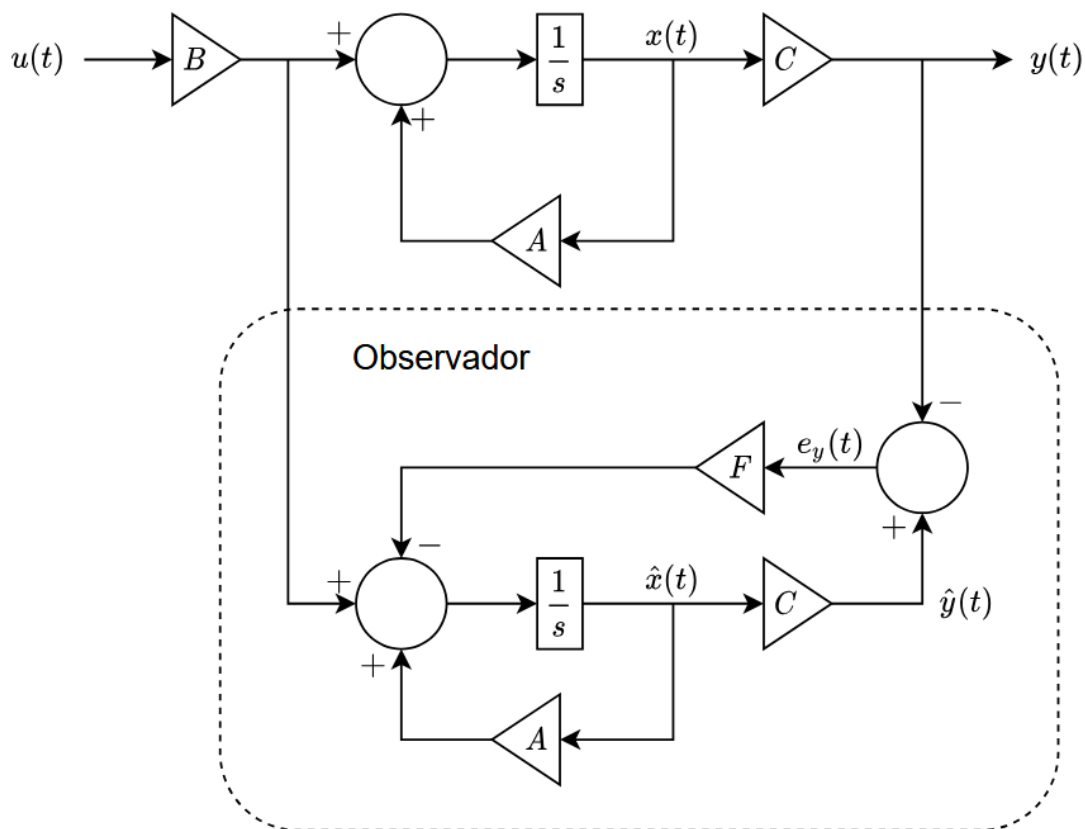 u(t)
B
+
+
1
s
x(t)
C
y(t)
A
Observador
−
F
e_y(t)
+
−
+
+
1
s
x̂(t)
C
ŷ(t)
A